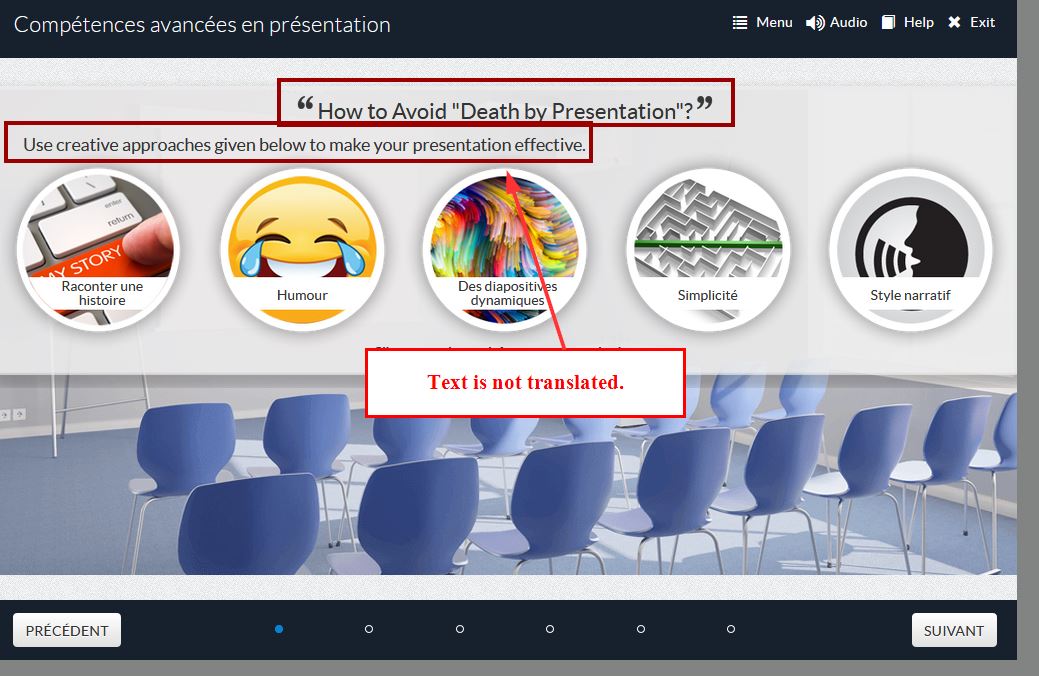 Compétences avancées en présentation
Menu Audio Help Exit
“ How to Avoid "Death by Presentation"? ”
Use creative approaches given below to make your presentation effective.
enter
return
MY STORY
Raconter une
histoire
Humour
Des diapositives
dynamiques
Simplicité
Style narratif
Text is not translated.
PRÉCÉDENT
SUIVANT